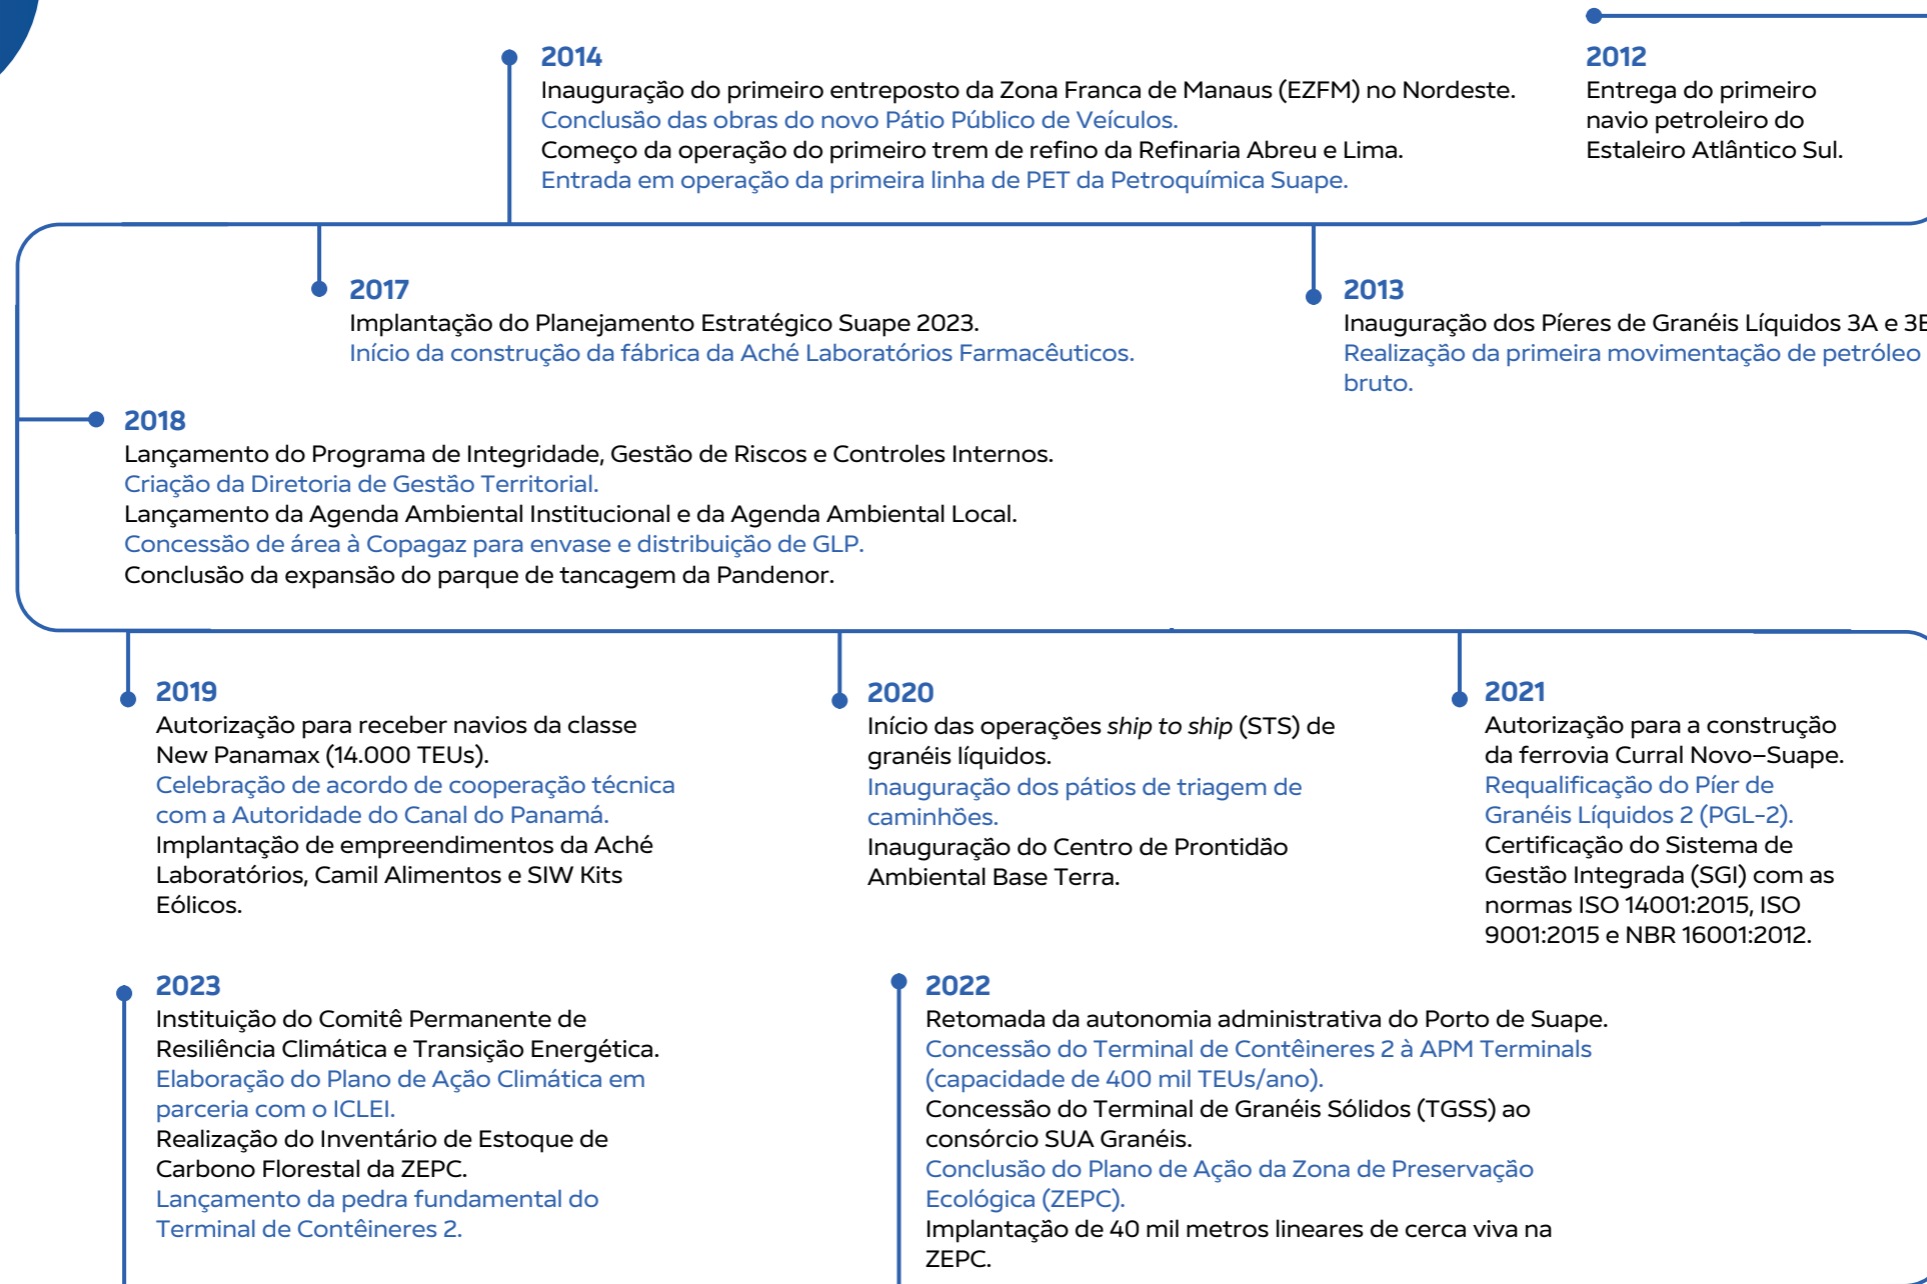 2014
Inauguração do primeiro entreposto da Zona Franca de Manaus (EZFM) no Nordeste.
Conclusão das obras do novo Pátio Público de Veículos.
Começo da operação do primeiro trem de refino da Refinaria Abreu e Lima.
Entrada em operação da primeira linha de PET da Petroquímica Suape.
2012
Entrega do primeiro
navio petroleiro do
Estaleiro Atlântico Sul.
2017
Implantação do Planejamento Estratégico Suape 2023.
Início da construção da fábrica da Aché Laboratórios Farmacêuticos.
2013
Inauguração dos Píeres de Granéis Líquidos 3A e 3B
Realização da primeira movimentação de petróleo
bruto.
2018
Lançamento do Programa de Integridade, Gestão de Riscos e Controles Internos.
Criação da Diretoria de Gestão Territorial.
Lançamento da Agenda Ambiental Institucional e da Agenda Ambiental Local.
Concessão de área à Copagaz para envase e distribuição de GLP.
Conclusão da expansão do parque de tancagem da Pandenor.
2019
Autorização para receber navios da classe
New Panamax (14.000 TEUs).
Celebração de acordo de cooperação técnica
com a Autoridade do Canal do Panamá.
Implantação de empreendimentos da Aché
Laboratórios, Camil Alimentos e SIW Kits
Eólicos.
2020
Início das operações ship to ship (STS) de
granéis líquidos.
Inauguração dos pátios de triagem de
caminhões.
Inauguração do Centro de Prontidão
Ambiental Base Terra.
2021
Autorização para a construção
da ferrovia Curral Novo–Suape.
Requalificação do Píer de
Granéis Líquidos 2 (PGL-2).
Certificação do Sistema de
Gestão Integrada (SGI) com as
normas ISO 14001:2015, ISO
9001:2015 e NBR 16001:2012.
2023
Instituição do Comitê Permanente de
Resiliência Climática e Transição Energética.
Elaboração do Plano de Ação Climática em
parceria com o ICLEI.
Realização do Inventário de Estoque de
Carbono Florestal da ZEPC.
Lançamento da pedra fundamental do
Terminal de Contêineres 2.
2022
Retomada da autonomia administrativa do Porto de Suape.
Concessão do Terminal de Contêineres 2 à APM Terminals
(capacidade de 400 mil TEUs/ano).
Concessão do Terminal de Granéis Sólidos (TGSS) ao
consórcio SUA Granéis.
Conclusão do Plano de Ação da Zona de Preservação
Ecológica (ZEPC).
Implantação de 40 mil metros lineares de cerca viva na
ZEPC.